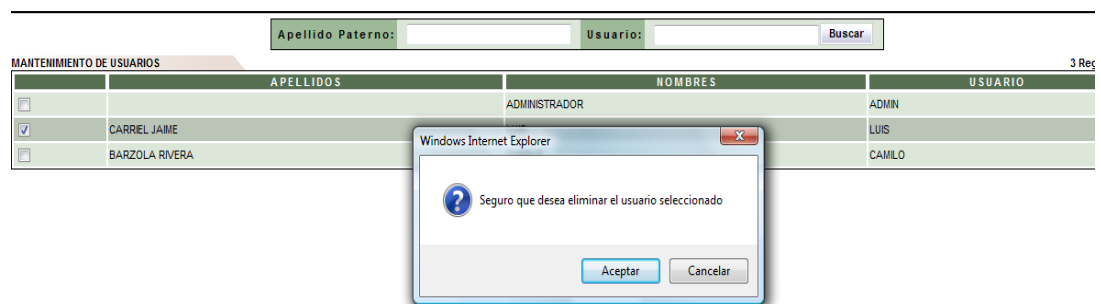 Apellido Paterno: Usuario: Buscar
MANTENIMIENTO DE USUARIOS 3 Reg
APELLIDOS NOMBRES USUARIO
ADMINISTRADOR ADMIN
CARRIEL JAIME LUIS
BARZOLA RIVERA CAMILO
Windows Internet Explorer
Seguro que desea eliminar el usuario seleccionado
Aceptar Cancelar